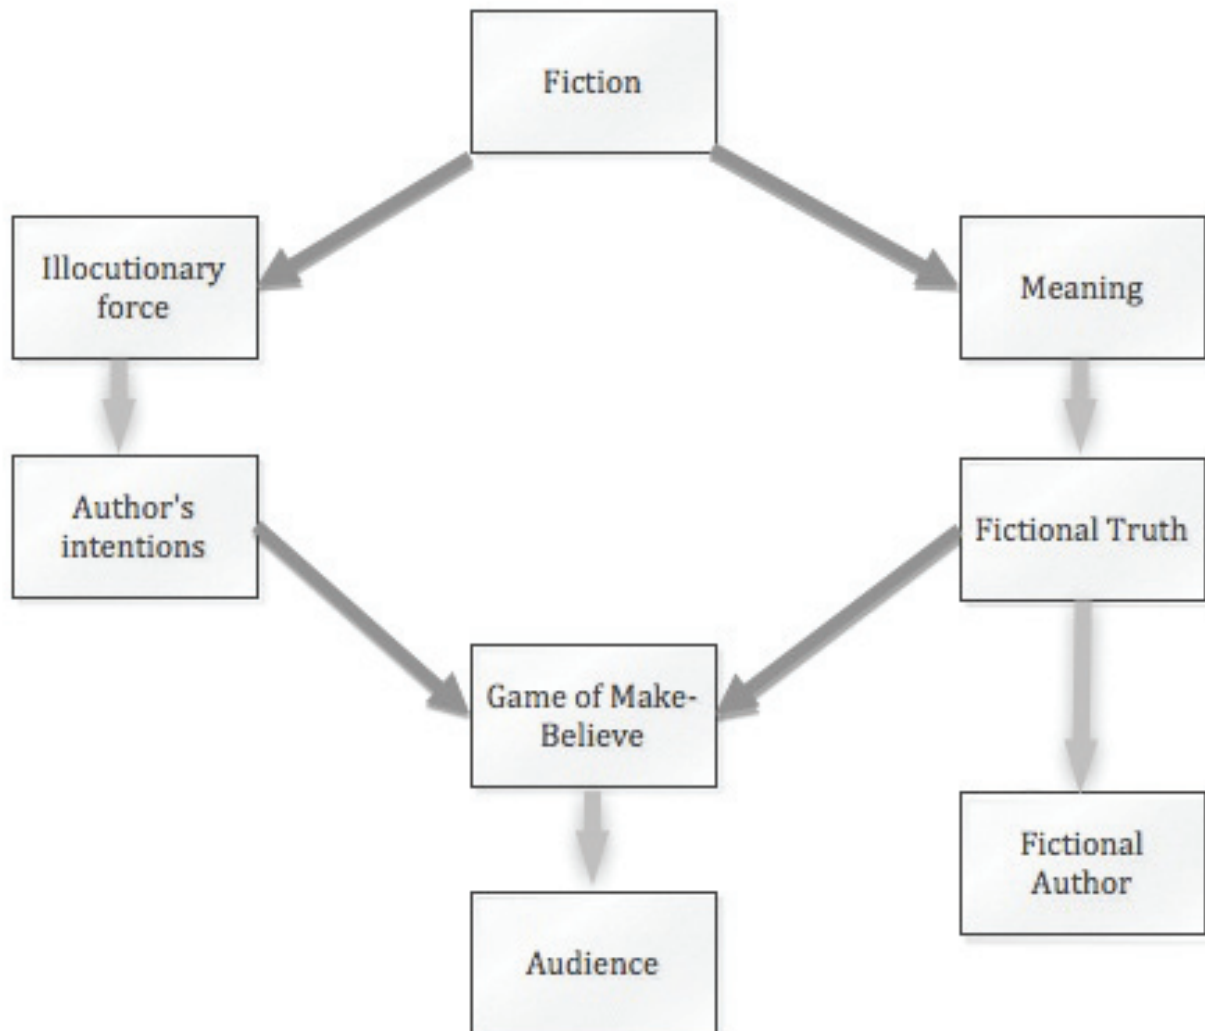 Fiction
Illocutionary
force
Meaning
Author's
intentions
Fictional Truth
Game of Make-
Believe
Fictional
Author
Audience